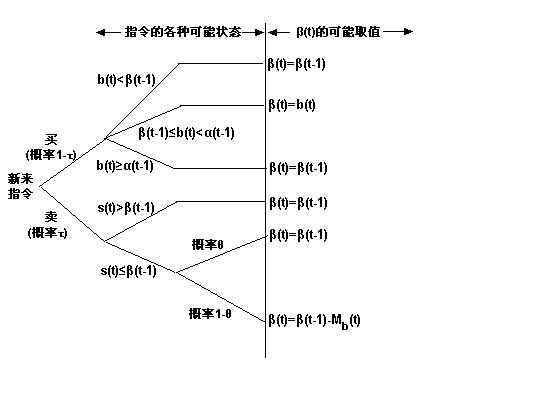 指令的各种可能状态
β(t)的可能取值
b(t)<β(t-1)
β(t)=β(t-1)
β(t)=b(t)
β(t-1)≤b(t)<α(t-1)
买
(概率1-τ)
b(t)≥α(t-1)
β(t)=β(t-1)
新来
指令
s(t)>β(t-1)
β(t)=β(t-1)
卖
(概率τ)
概率θ
β(t)=β(t-1)
s(t)≤β(t-1)
概率1-θ
β(t)=β(t-1)-Mb(t)